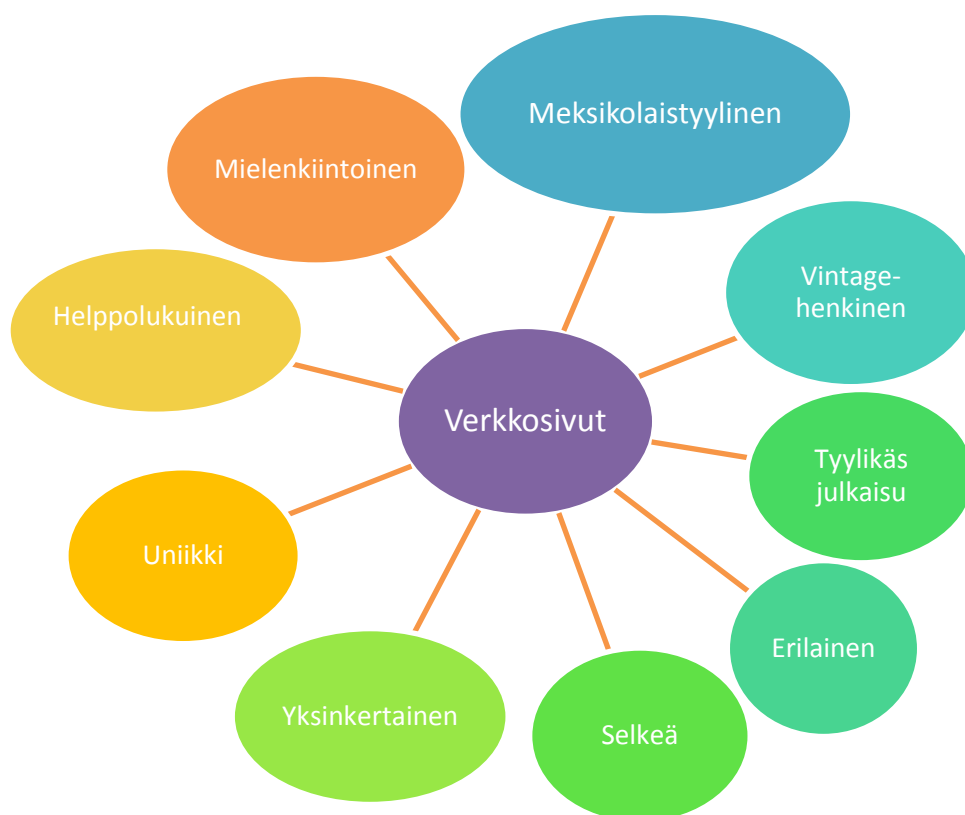 Meksikolaistyylinen
Mielenkiintoinen
Vintage-
henkinen
Helppolukuinen
Verkkosivut
Tyylikäs
julkaisu
Uniikki
Erilainen
Yksinkertainen
Selkeä